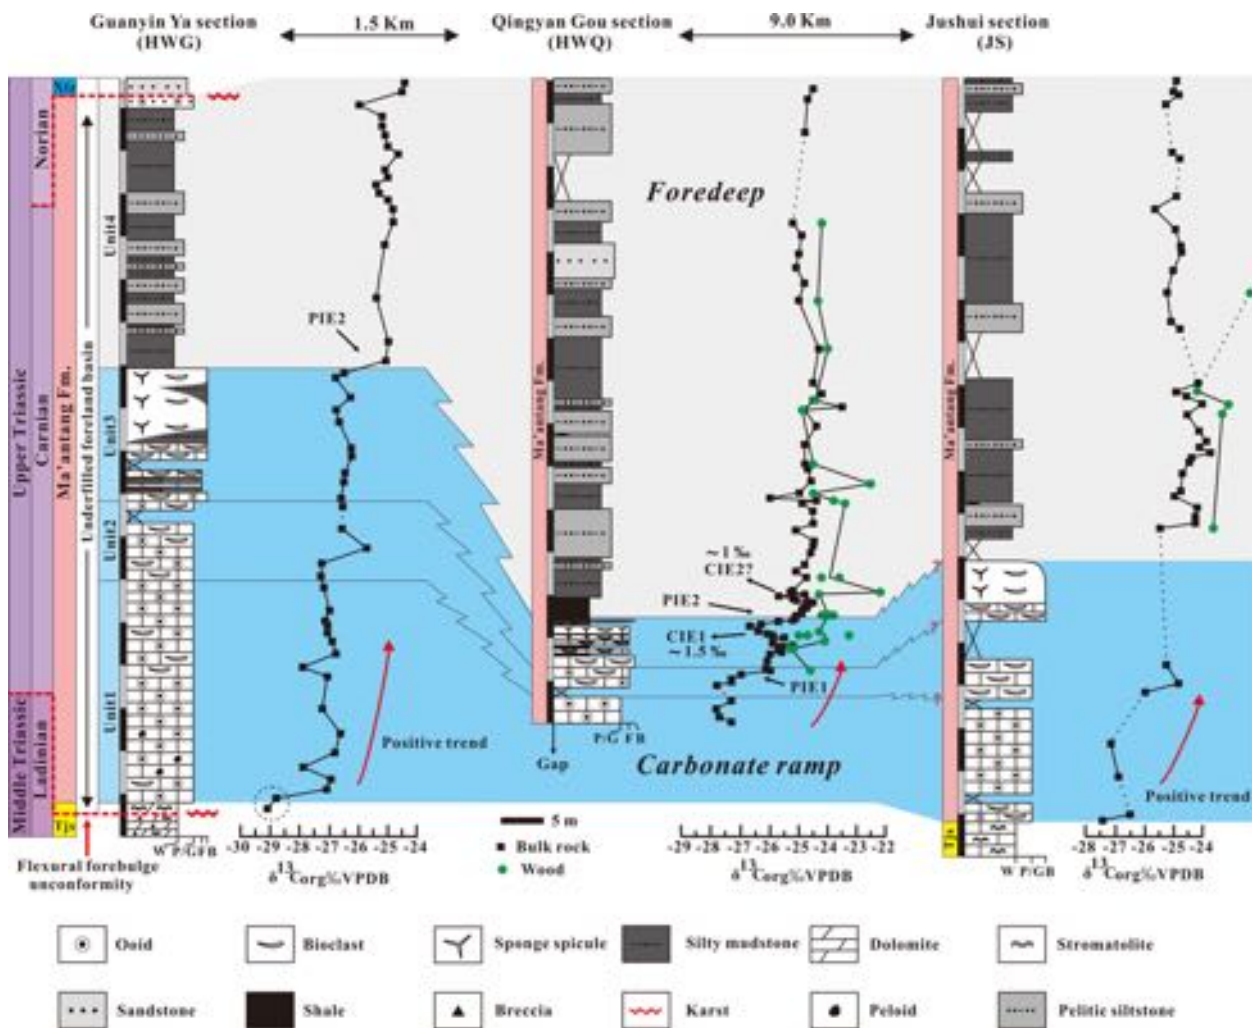 Guanyin Ya section
(HWG)
1.5 Km
Qingyan Gou section
(HWQ)
9.0 Km
Jushui section
(JS)
Upper Triassic
Middle Triassic
Norian
Carnian
Ladinian
Ma'antang Fm.
Tjs
Underfilled foreland basin
Unit4
Unit3
Unit2
Unit1
PIE2
Positive trend
Flexural forebulge
unconformity
W P/GFB
-30 -29 -28 -27 -26 -25 -24
δ13Corg‰VPDB
Ma'antang Fm.
Foredeep
~1 ‰
CIE2?
PIE2
CIE1
~1.5 ‰
PIE1
P/G FB
Gap
Carbonate ramp
5 m
Bulk rock
Wood
-29 -28 -27 -26 -25 -24 -23 -22
δ13Corg‰VPDB
Ma'antang Fm.
?
?
?
Positive trend
W P/GB
-28 -27 -26 -25 -24
δ13Corg‰VPDB
Ooid
Bioclast
Sponge spicule
Silty mudstone
Dolomite
Stromatolite
Sandstone
Shale
Breccia
Karst
Peloid
Pelitic siltstone